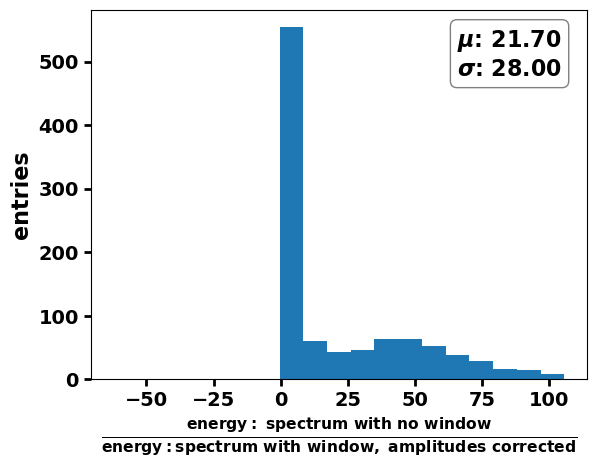 μ: 21.70
σ: 28.00
entries
500
400
300
200
100
0
−50 −25 0 25 50 75 100
energy : spectrum with no window
energy : spectrum with window, amplitudes corrected